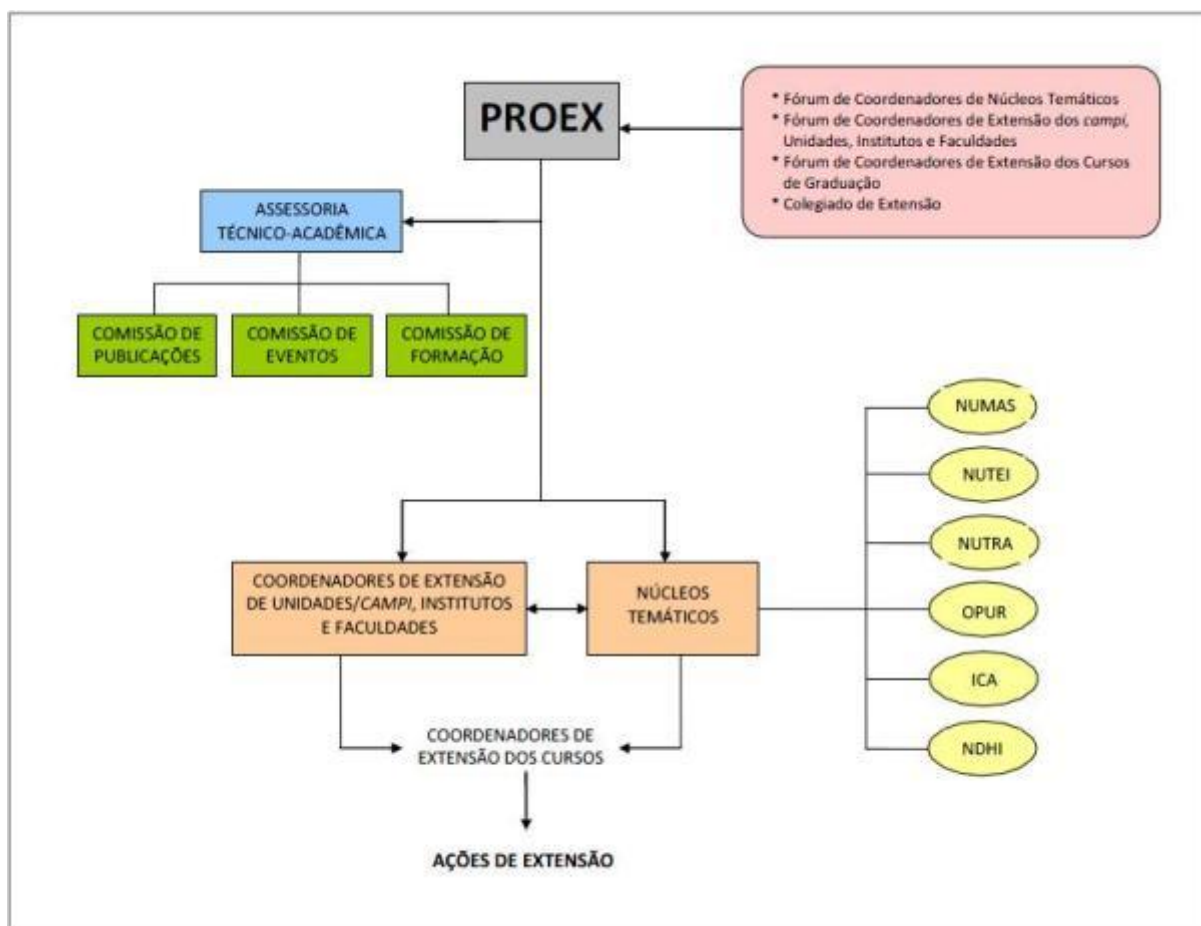 PROEX
* Fórum de Coordenadores de Núcleos Temáticos
* Fórum de Coordenadores de Extensão dos campi,
Unidades, Institutos e Faculdades
* Fórum de Coordenadores de Extensão dos Cursos
de Graduação
* Colegiado de Extensão
ASSESSORIA
TÉCNICO-ACADÊMICA
COMISSÃO DE
PUBLICAÇÕES
COMISSÃO DE
EVENTOS
COMISSÃO DE
FORMAÇÃO
COORDENADORES DE EXTENSÃO
DE UNIDADES/CAMPI, INSTITUTOS
E FACULDADES
NÚCLEOS
TEMÁTICOS
NUMAS
NUTEI
NUTRA
OPUR
ICA
NDHI
COORDENADORES DE
EXTENSÃO DOS CURSOS
AÇÕES DE EXTENSÃO